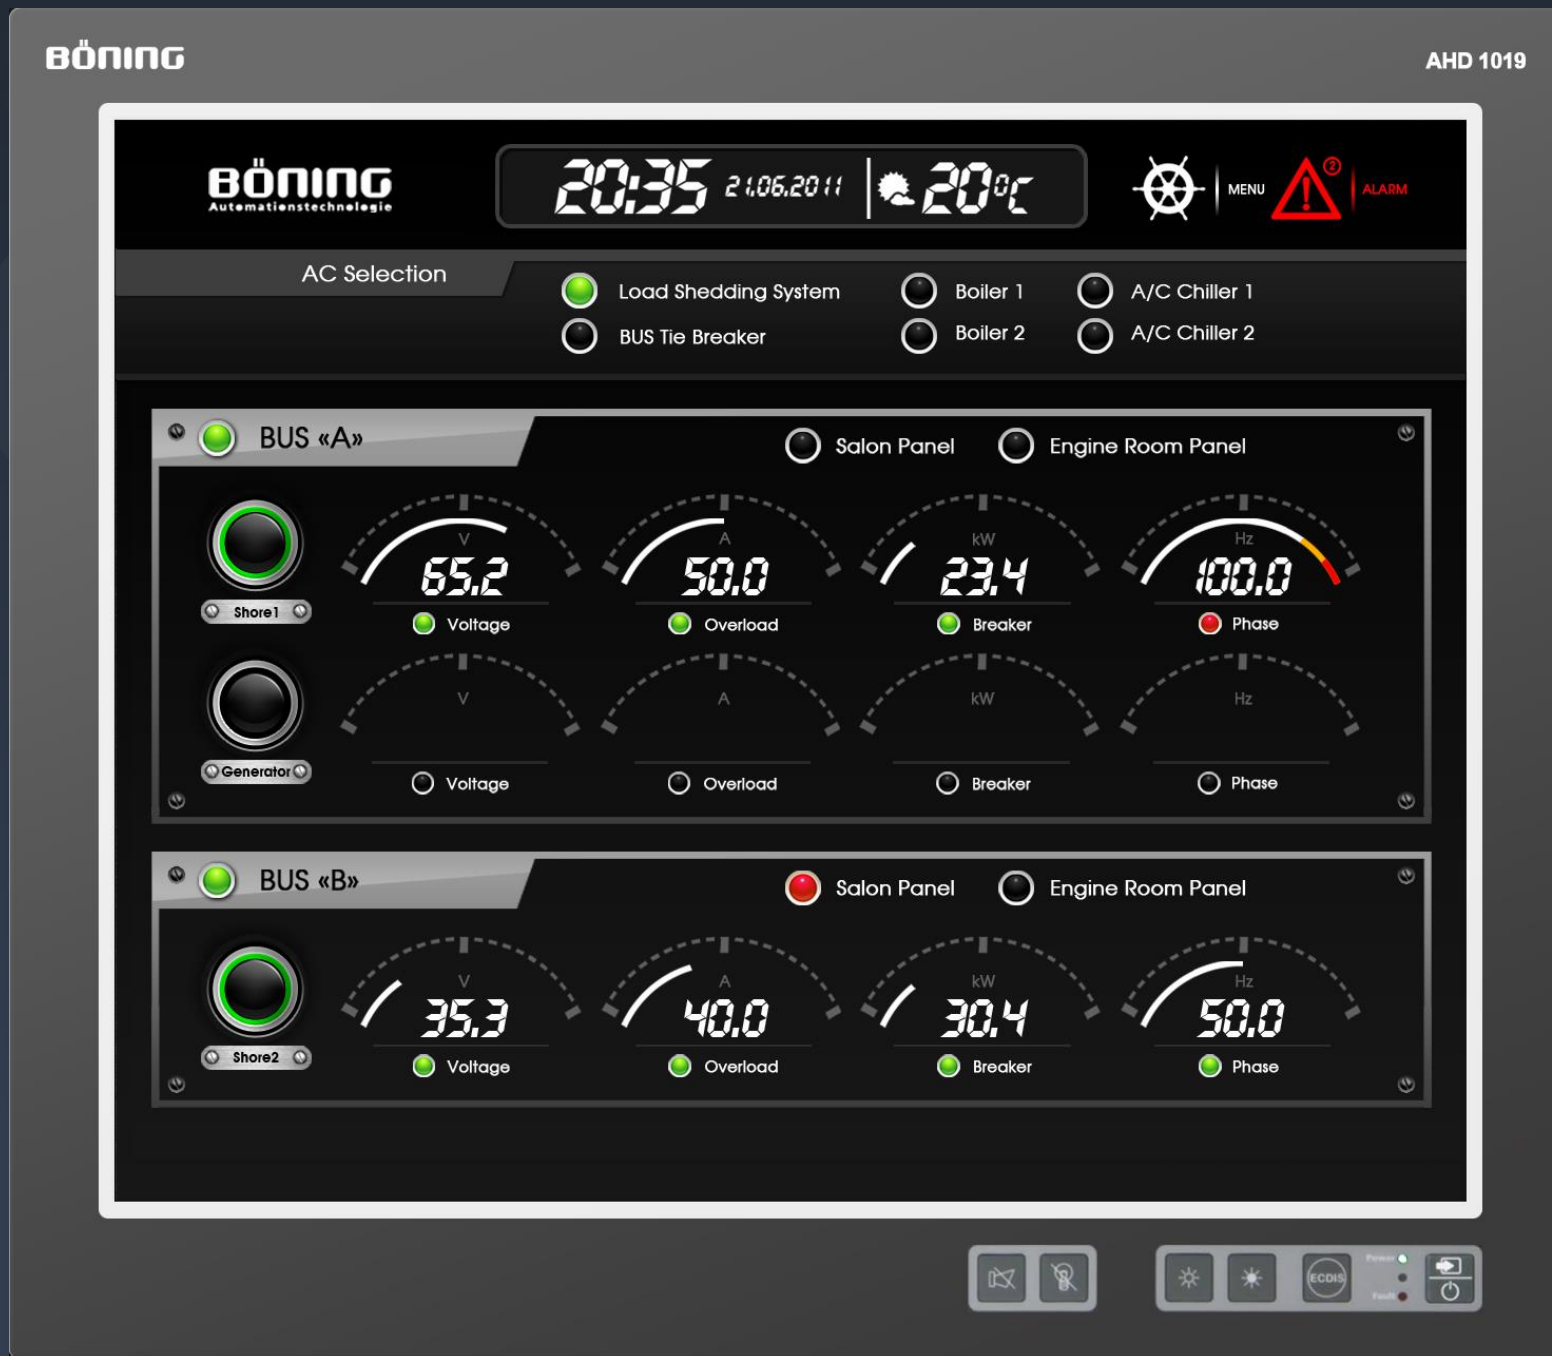 BÖNING
AHD 1019
BÖNING
Automationstechnologie
20:35 21.06.2011 20°C
MENU
2
ALARM
AC Selection
Load Shedding System
Boiler 1
A/C Chiller 1
BUS Tie Breaker
Boiler 2
A/C Chiller 2
BUS «A»
Salon Panel
Engine Room Panel
V
A
kW
Hz
65.2
50.0
23.4
100.0
Shore1
Voltage
Overload
Breaker
Phase
V
A
kW
Hz
Generator
Voltage
Overload
Breaker
Phase
BUS «B»
Salon Panel
Engine Room Panel
V
A
kW
Hz
35.3
40.0
30.4
50.0
Shore2
Voltage
Overload
Breaker
Phase
Power
ECDIS
Fault